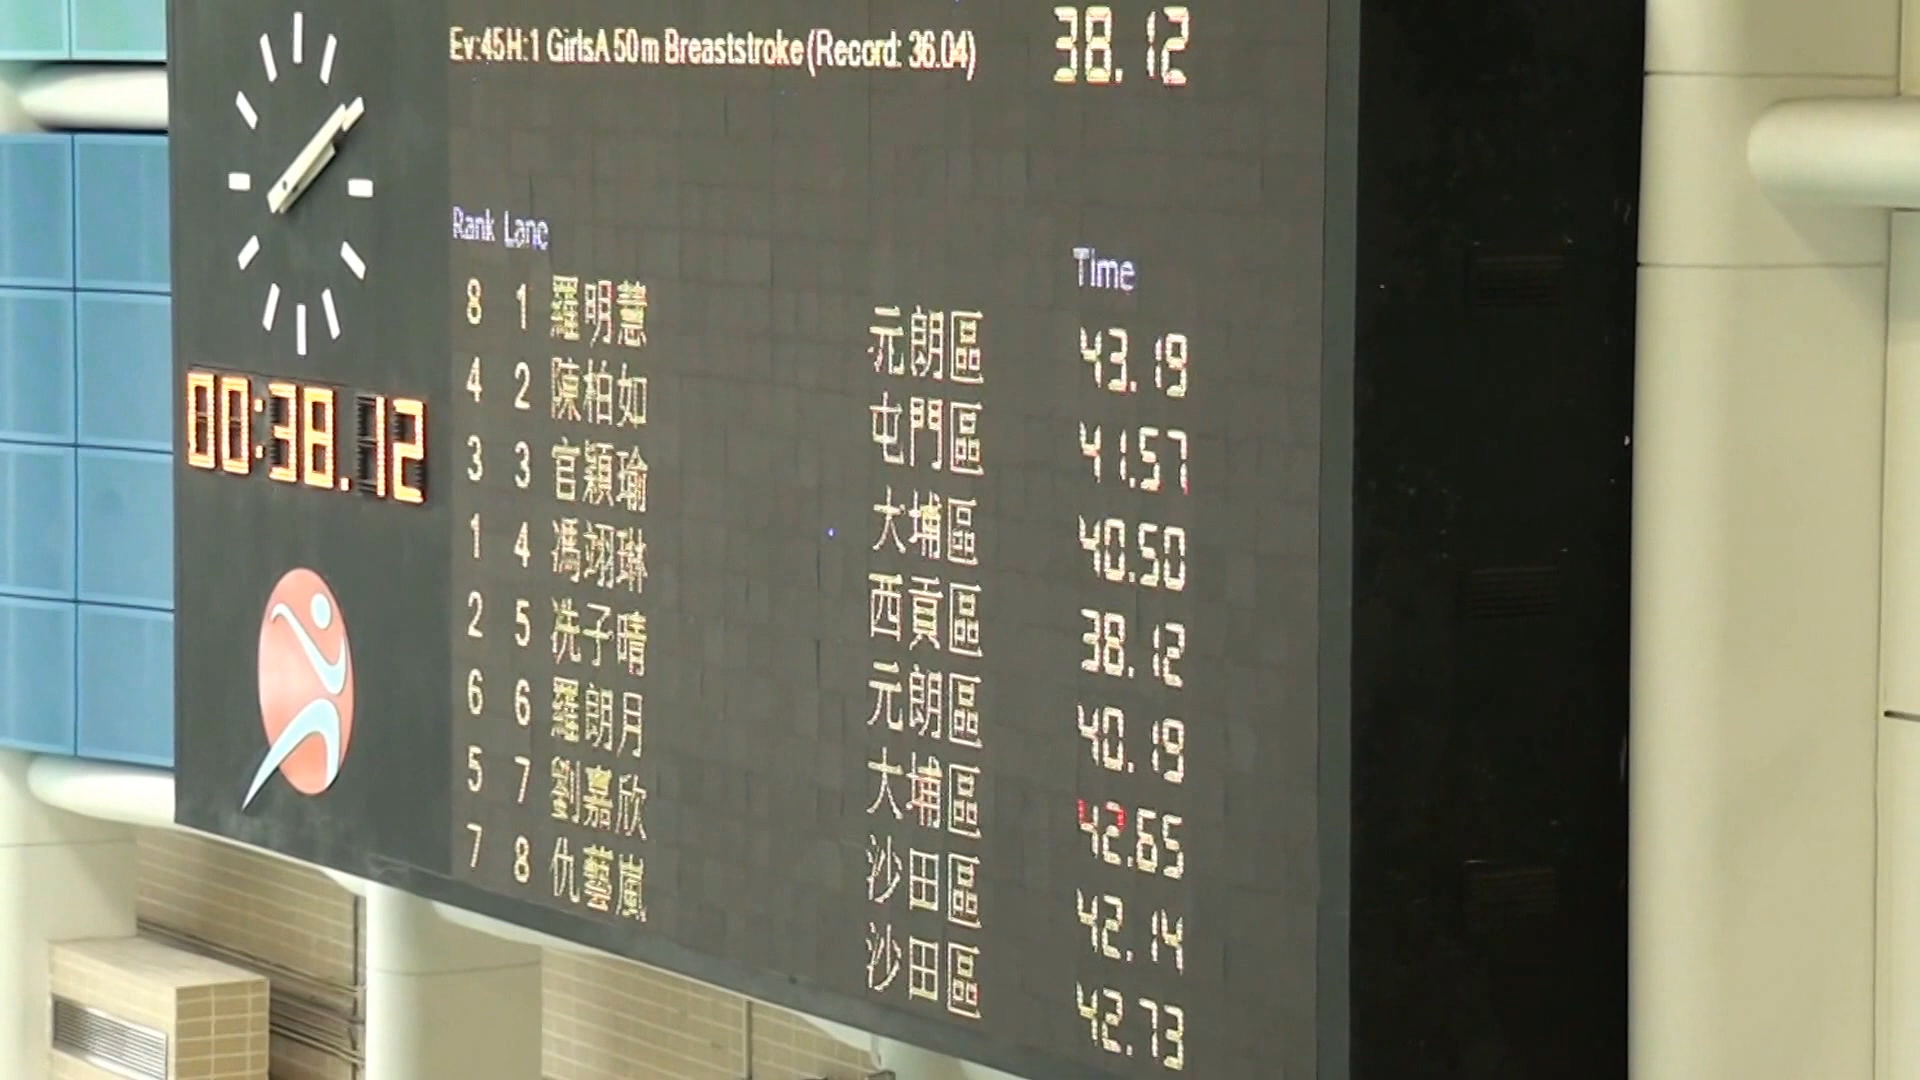 Ev:45H:1 GirlsA 50m Breaststroke (Record: 36.04) 38.12
Rank Lane Time
8 1 羅明慧 元朗區 43.19
4 2 陳柏如 屯門區 41.57
3 3 官穎瑜 大埔區 40.50
1 4 馮翊琳 西貢區 38.12
2 5 冼子晴 元朗區 40.19
6 6 羅朗月 大埔區 42.65
5 7 劉嘉欣 沙田區 42.14
7 8 仇藝嵐 沙田區 42.73
00:38.12